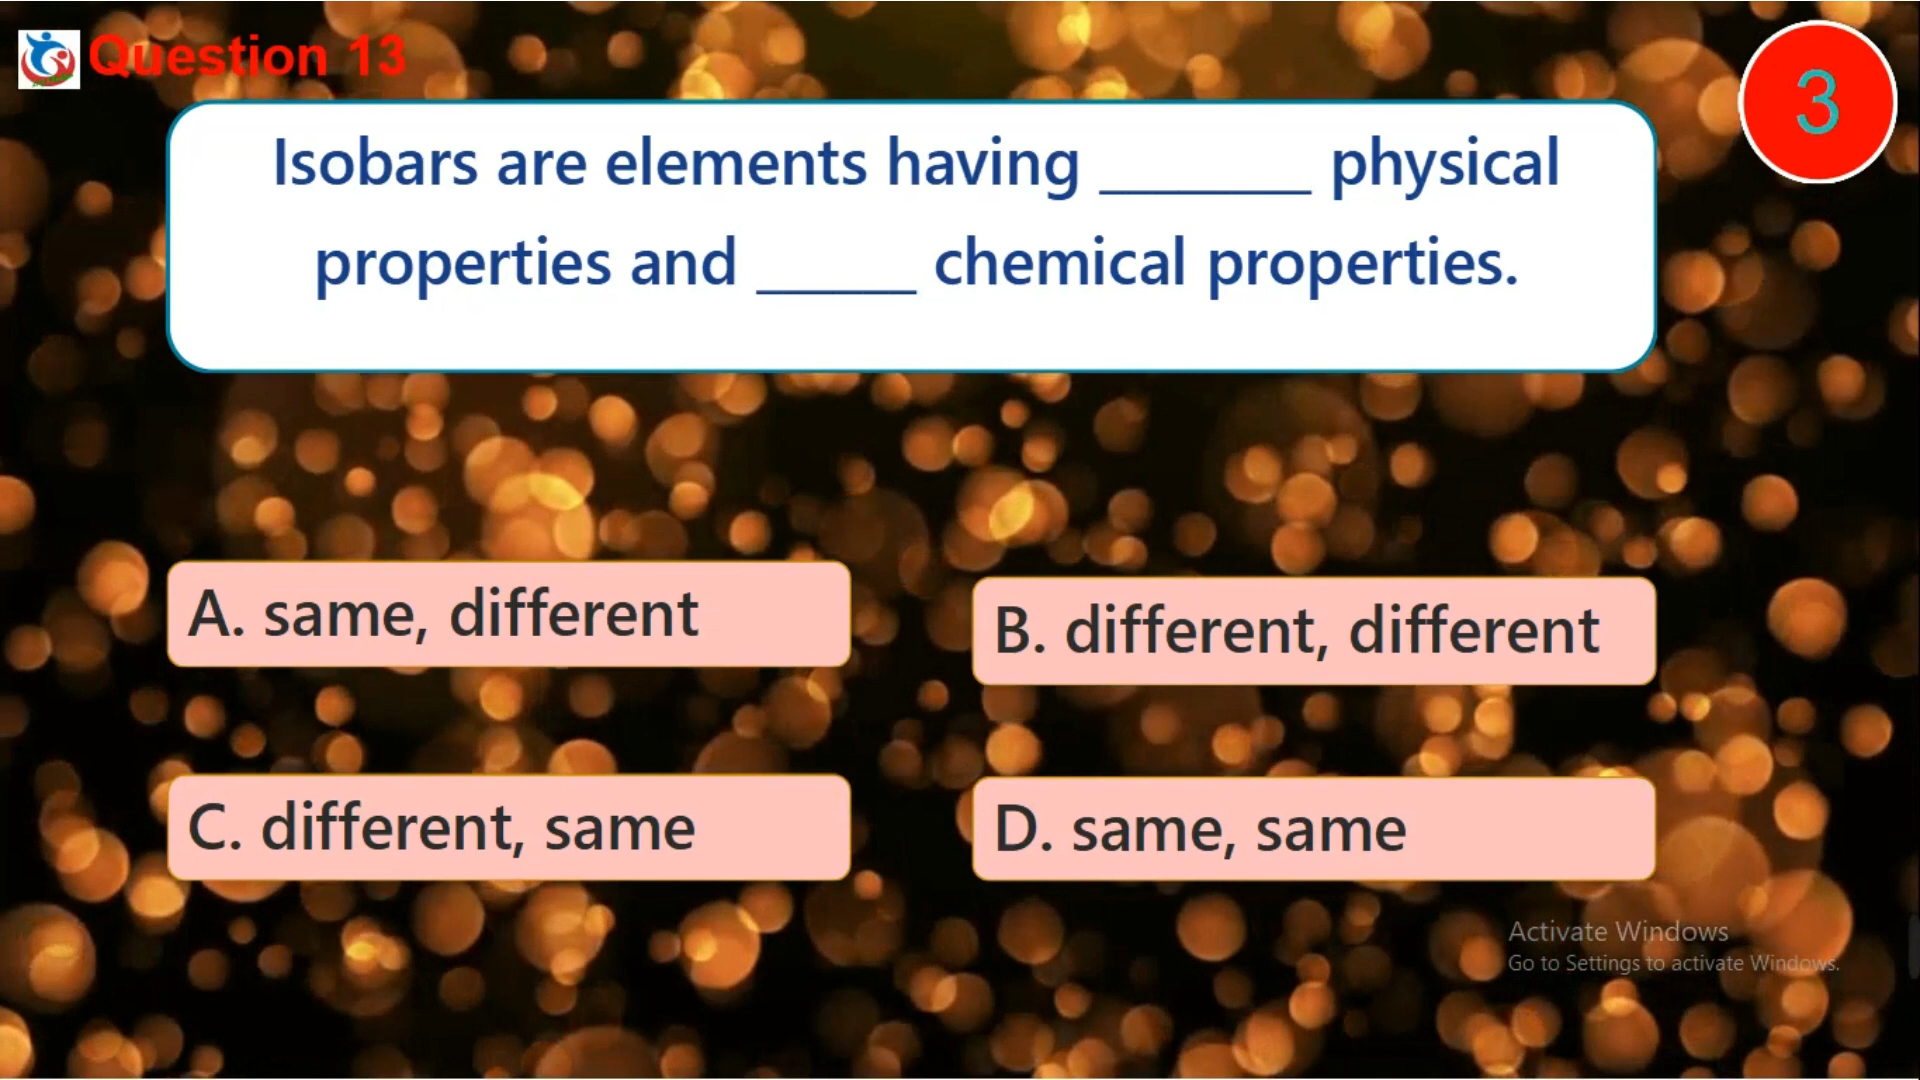 Question 13
3
Isobars are elements having ________ physical
properties and ______ chemical properties.
A. same, different
B. different, different
C. different, same
D. same, same
Activate Windows
Go to Settings to activate Windows.